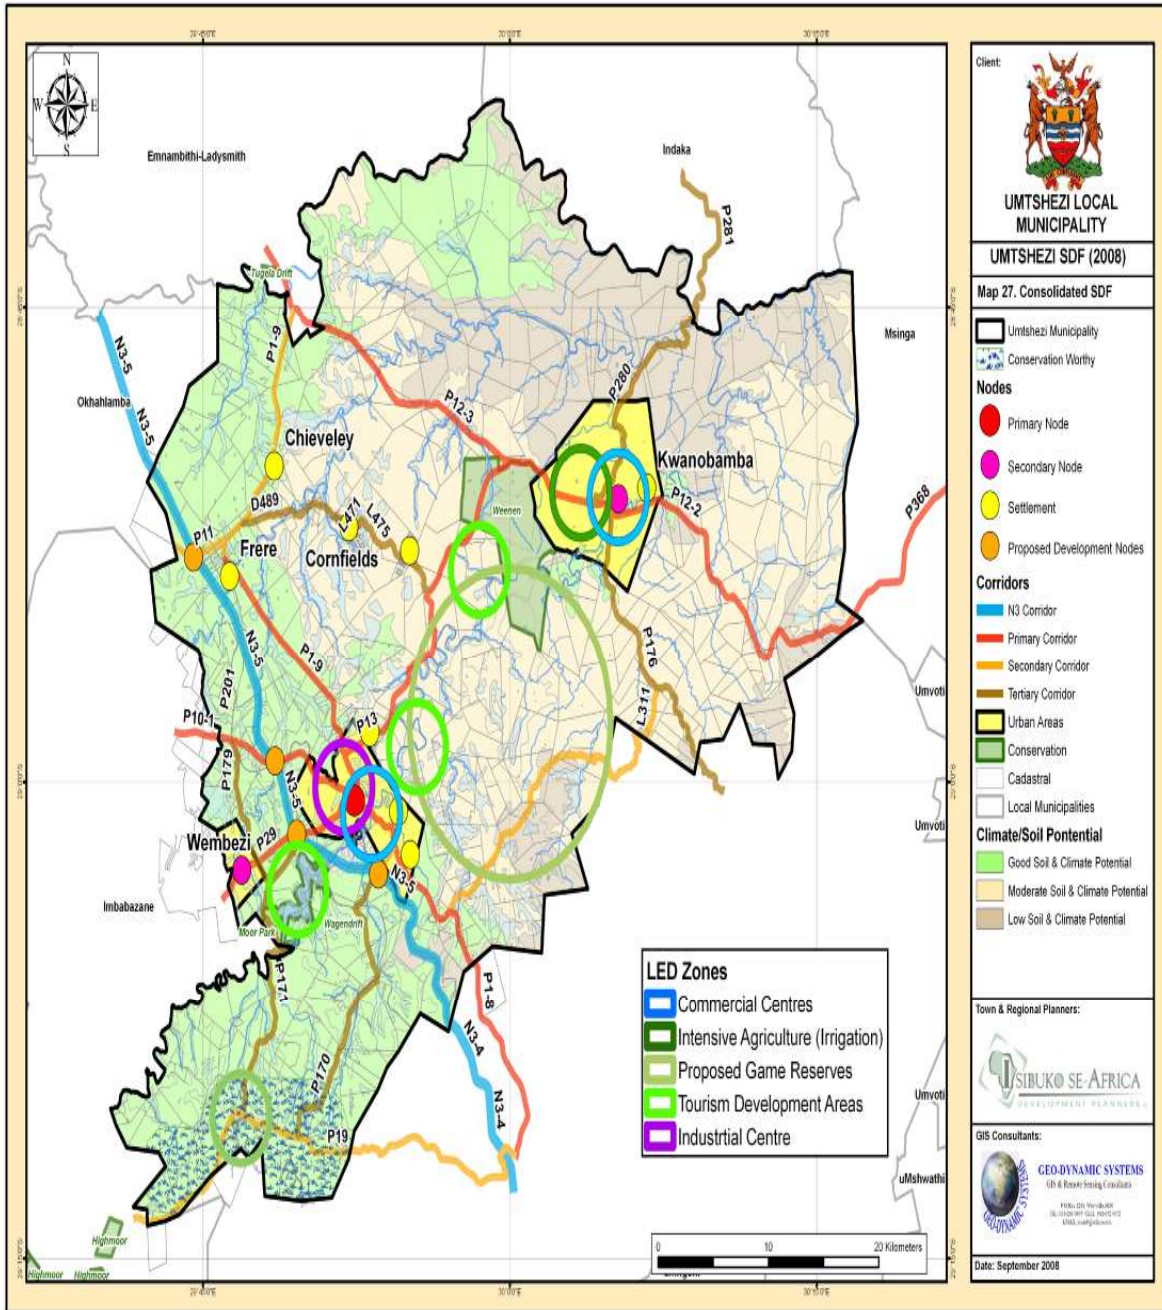 Client:
UMTSHEZI LOCAL
MUNICIPALITY
UMTSHEZI SDF (2008)
Map 27. Consolidated SDF
Umtshezi Municipality
Conservation Worthy
Nodes
Primary Node
Secondary Node
Settlement
Proposed Development Nodes
Corridors
N3 Corridor
Primary Corridor
Secondary Corridor
Tertiary Corridor
Urban Areas
Conservation
Cadastral
Local Municipalities
Climate/Soil Pontential
Good Soil & Climate Potential
Moderate Soil & Climate Potential
Low Soil & Climate Potential
Town & Regional Planners:
ISIBUKO SE-AFRICA
DEVELOPMENT PLANNERS
GIS Consultants:
GEO-DYNAMIC SYSTEMS
GEO-DYNAMIC SYSTEMS
GIS & Remote Sensing Consultants
Date: September 2008
N
W E
S
Emnambithi-Ladysmith
Indaka
P281
Tugela Drift
Msinga
N3-5
P1-9
Okhahlamba
N3-5
P12-3
P280
Chieveley
Kwanobamba
D489
P12-2
P368
L471
L475
Weenen
P11
Frere
Cornfields
N3-5
P1-9
P176
P201
L311
Umvoti
P10-1
P13
P179
N3-5
Umvoti
Wembezi
P29
N3-5
Imbabazane
Moor Park
Wagendrift
P171
P1-8
N3-4
P170
N3-4
P19
Umvoti
uMshwathi
Highmoor
Highmoor
Highmoor
LED Zones
Commercial Centres
Intensive Agriculture (Irrigation)
Proposed Game Reserves
Tourism Development Areas
Industrtial Centre
0 10 20 Kilometers